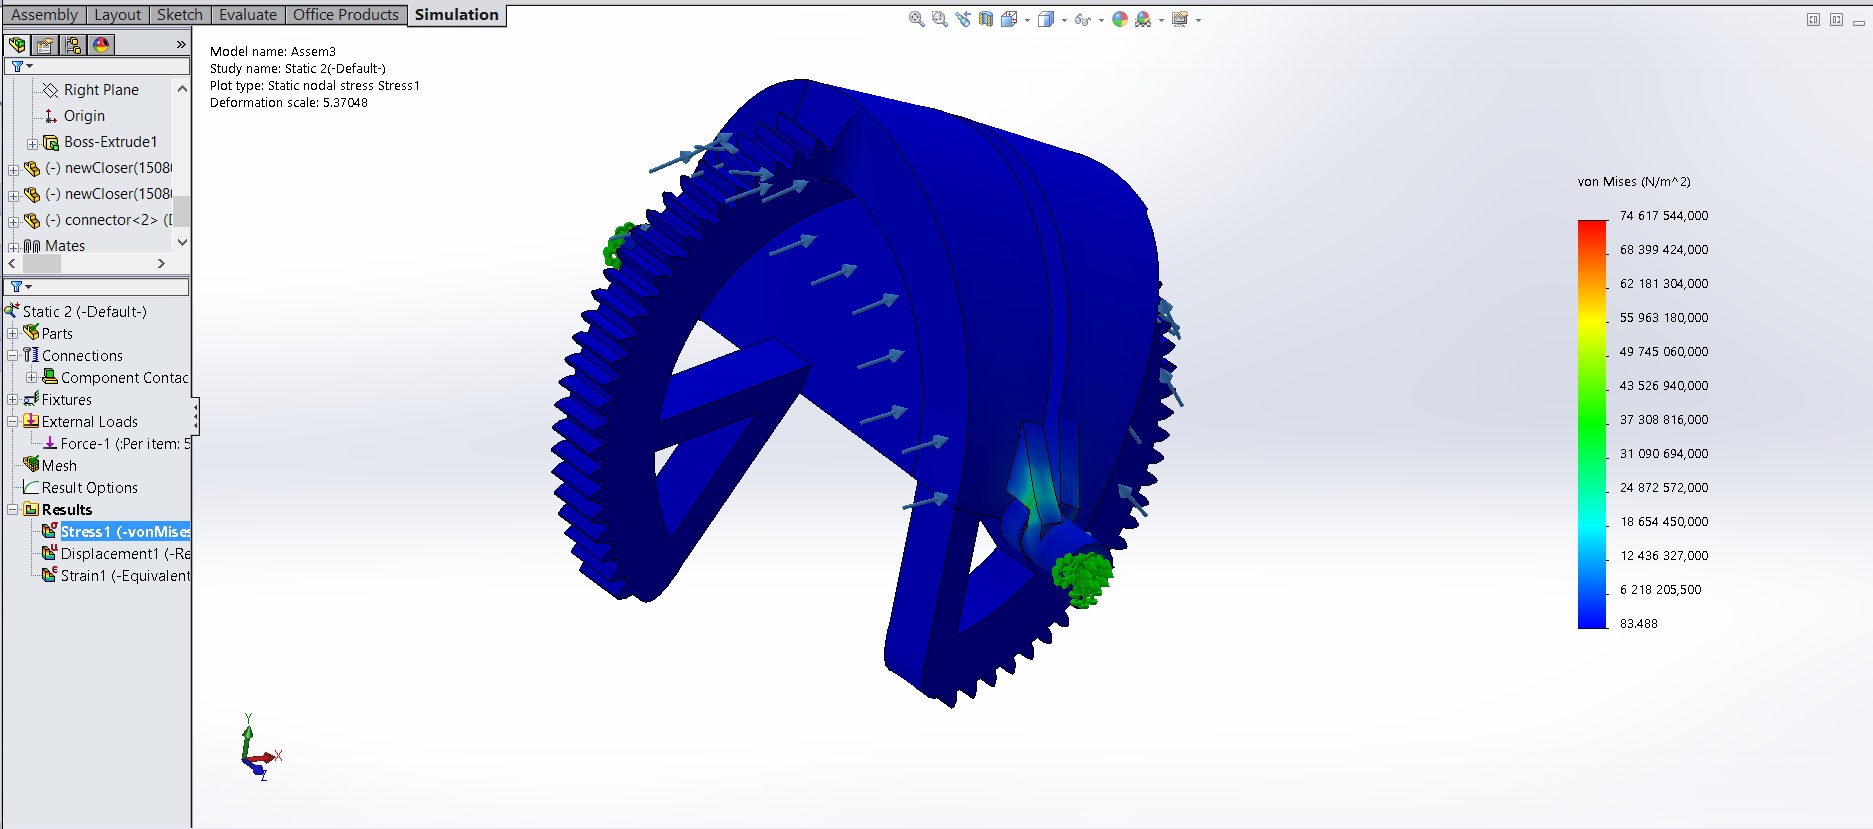 Assembly Layout Sketch Evaluate Office Products Simulation
Right Plane
Origin
Boss-Extrude1
(-) newCloser(1508
(-) newCloser(1508
(-) connector<2> (
Mates
Static 2 (-Default-)
Parts
Connections
Component Contac
Fixtures
External Loads
Force-1 (:Per item: 5
Mesh
Result Options
Results
Stress1 (-vonMises
Displacement1 (-Re
Strain1 (-Equivalent
Model name: Assem3
Study name: Static 2(-Default-)
Plot type: Static nodal stress Stress1
Deformation scale: 5.37048
Y
X
Z
von Mises (N/m^2)
74 617 544,000
68 399 424,000
62 181 304,000
55 963 180,000
49 745 060,000
43 526 940,000
37 308 816,000
31 090 694,000
24 872 572,000
18 654 450,000
12 436 327,000
6 218 205,500
83.488